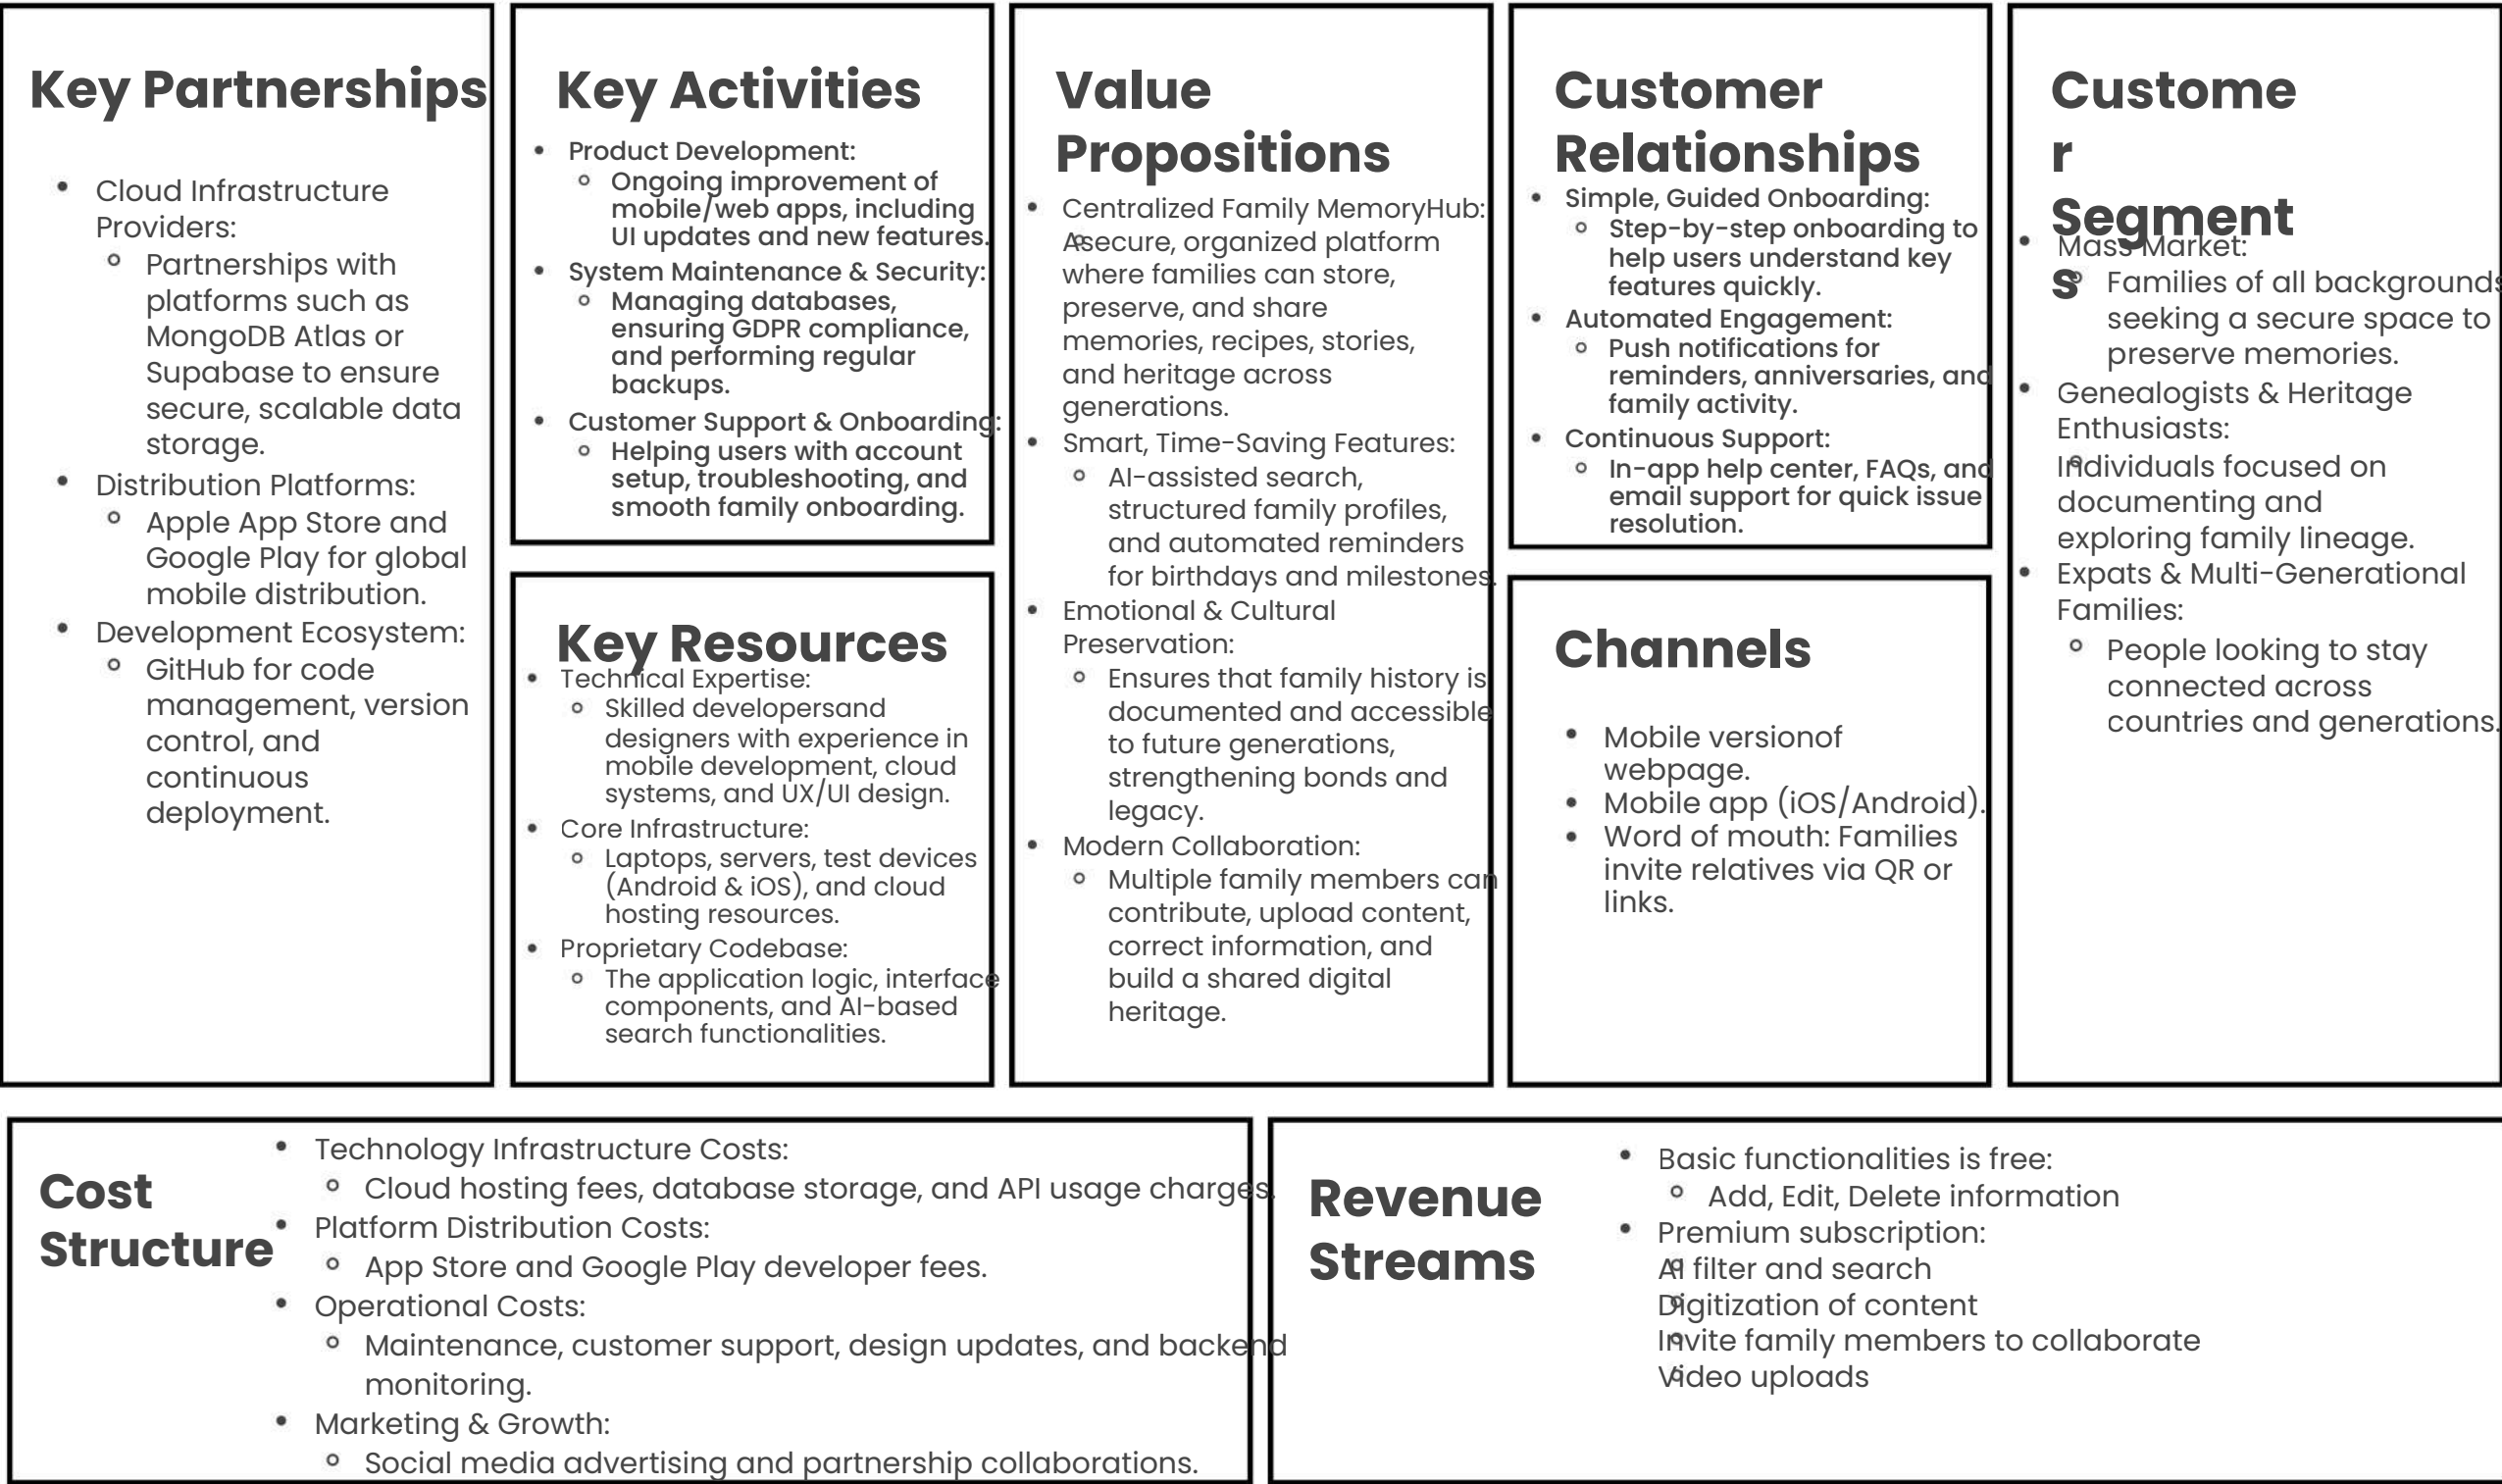 Key Partnerships
Cloud Infrastructure
Providers:
Partnerships with
platforms such as
MongoDB Atlas or
Supabase to ensure
secure, scalable data
storage.
Distribution Platforms:
Apple App Store and
Google Play for global
mobile distribution.
Development Ecosystem:
GitHub for code
management, version
control, and
continuous
deployment.
Key Activities
Product Development:
Ongoing improvement of
mobile/web apps, including
UI updates and new features.
System Maintenance & Security:
Managing databases,
ensuring GDPR compliance,
and performing regular
backups.
Customer Support & Onboarding:
Helping users with account
setup, troubleshooting, and
smooth family onboarding.
Key Resources
Technical Expertise:
Skilled developersand
designers with experience in
mobile development, cloud
systems, and UX/UI design.
Core Infrastructure:
Laptops, servers, test devices
(Android & iOS), and cloud
hosting resources.
Proprietary Codebase:
The application logic, interface
components, and AI-based
search functionalities.
Value
Propositions
Centralized Family MemoryHub:
Asecure, organized platform
where families can store,
preserve, and share
memories, recipes, stories,
and heritage across
generations.
Smart, Time-Saving Features:
AI-assisted search,
structured family profiles,
and automated reminders
for birthdays and milestones.
Emotional & Cultural
Preservation:
Ensures that family history is
documented and accessible
to future generations,
strengthening bonds and
legacy.
Modern Collaboration:
Multiple family members can
contribute, upload content,
correct information, and
build a shared digital
heritage.
Customer
Relationships
Simple, Guided Onboarding:
Step-by-step onboarding to
help users understand key
features quickly.
Automated Engagement:
Push notifications for
reminders, anniversaries, and
family activity.
Continuous Support:
In-app help center, FAQs, and
email support for quick issue
resolution.
Channels
Mobile versionof
webpage.
Mobile app (iOS/Android).
Word of mouth: Families
invite relatives via QR or
links.
Custome
r
Segment
s
Mass Market:
Families of all backgrounds
seeking a secure space to
preserve memories.
Genealogists & Heritage
Enthusiasts:
Individuals focused on
documenting and
exploring family lineage.
Expats & Multi-Generational
Families:
People looking to stay
connected across
countries and generations.
Cost
Structure
Technology Infrastructure Costs:
Cloud hosting fees, database storage, and API usage charges.
Platform Distribution Costs:
App Store and Google Play developer fees.
Operational Costs:
Maintenance, customer support, design updates, and backend
monitoring.
Marketing & Growth:
Social media advertising and partnership collaborations.
Revenue
Streams
Basic functionalities is free:
Add, Edit, Delete information
Premium subscription:
AI filter and search
Digitization of content
Invite family members to collaborate
Video uploads